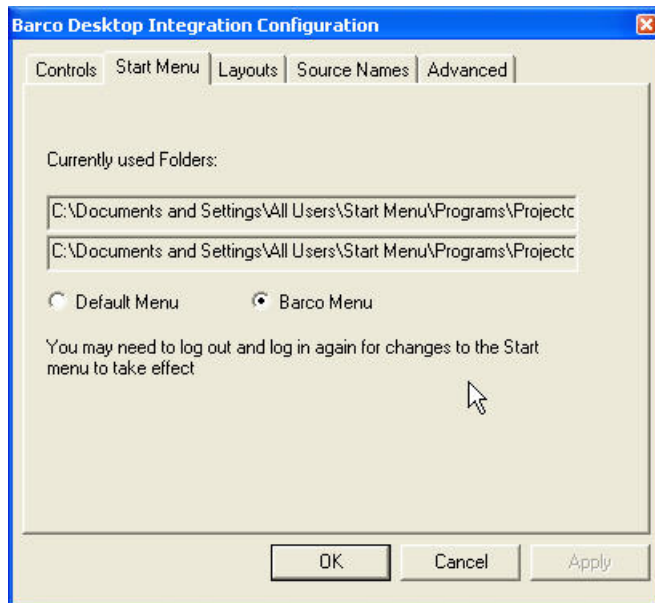 Barco Desktop Integration Configuration
Controls Start Menu Layouts Source Names Advanced
Currently used Folders:
C:\Documents and Settings\All Users\Start Menu\Programs\Projectc
C:\Documents and Settings\All Users\Start Menu\Programs\Projectc
Default Menu Barco Menu
You may need to log out and log in again for changes to the Start
menu to take effect
OK Cancel Apply